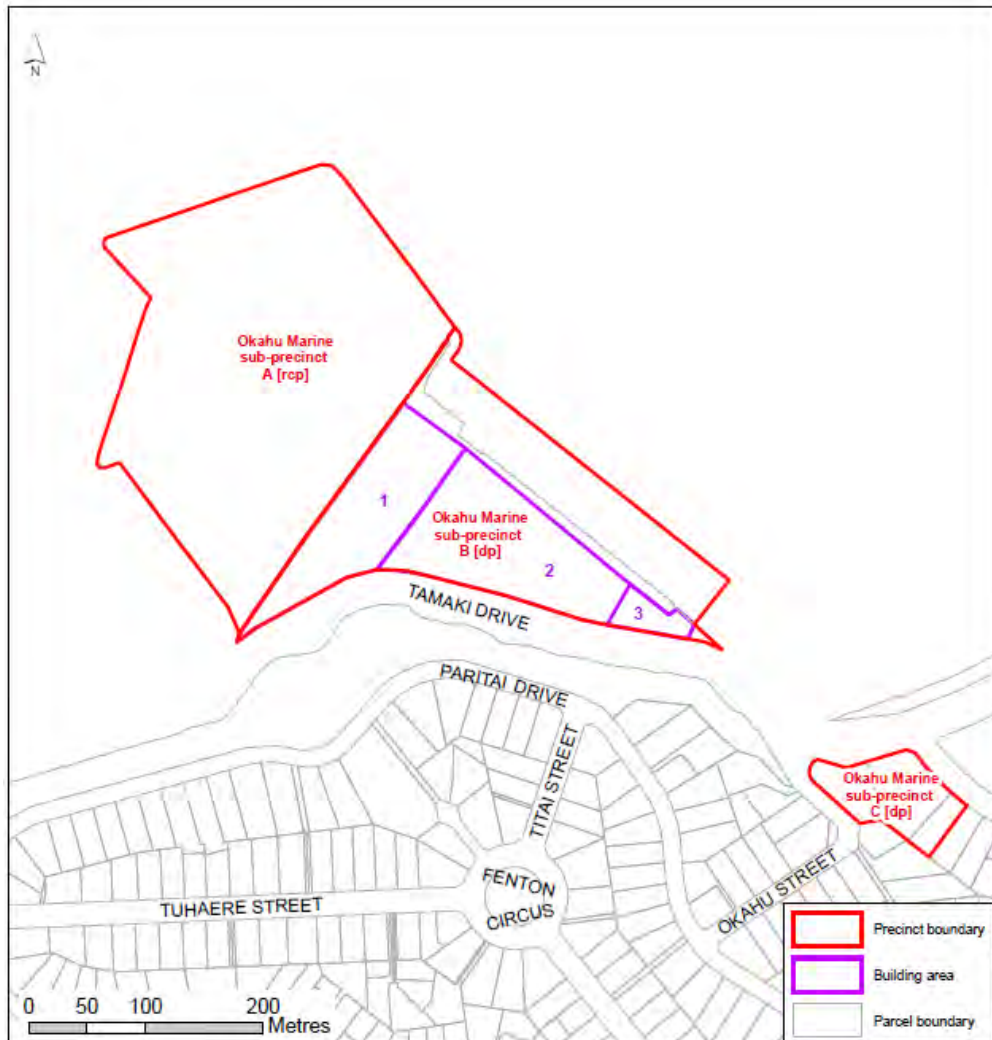 N
Okahu Marine
sub-precinct
A [rcp]
1
Okahu Marine
sub-precinct
B [dp]
2
3
TAMAKI DRIVE
PARITAI DRIVE
TITAI STREET
Okahu Marine
sub-precinct
C [dp]
FENTON
CIRCUS
TUHAERE STREET
OKAHU STREET
Precinct boundary
Building area
Parcel boundary
0 50 100 200
Metres